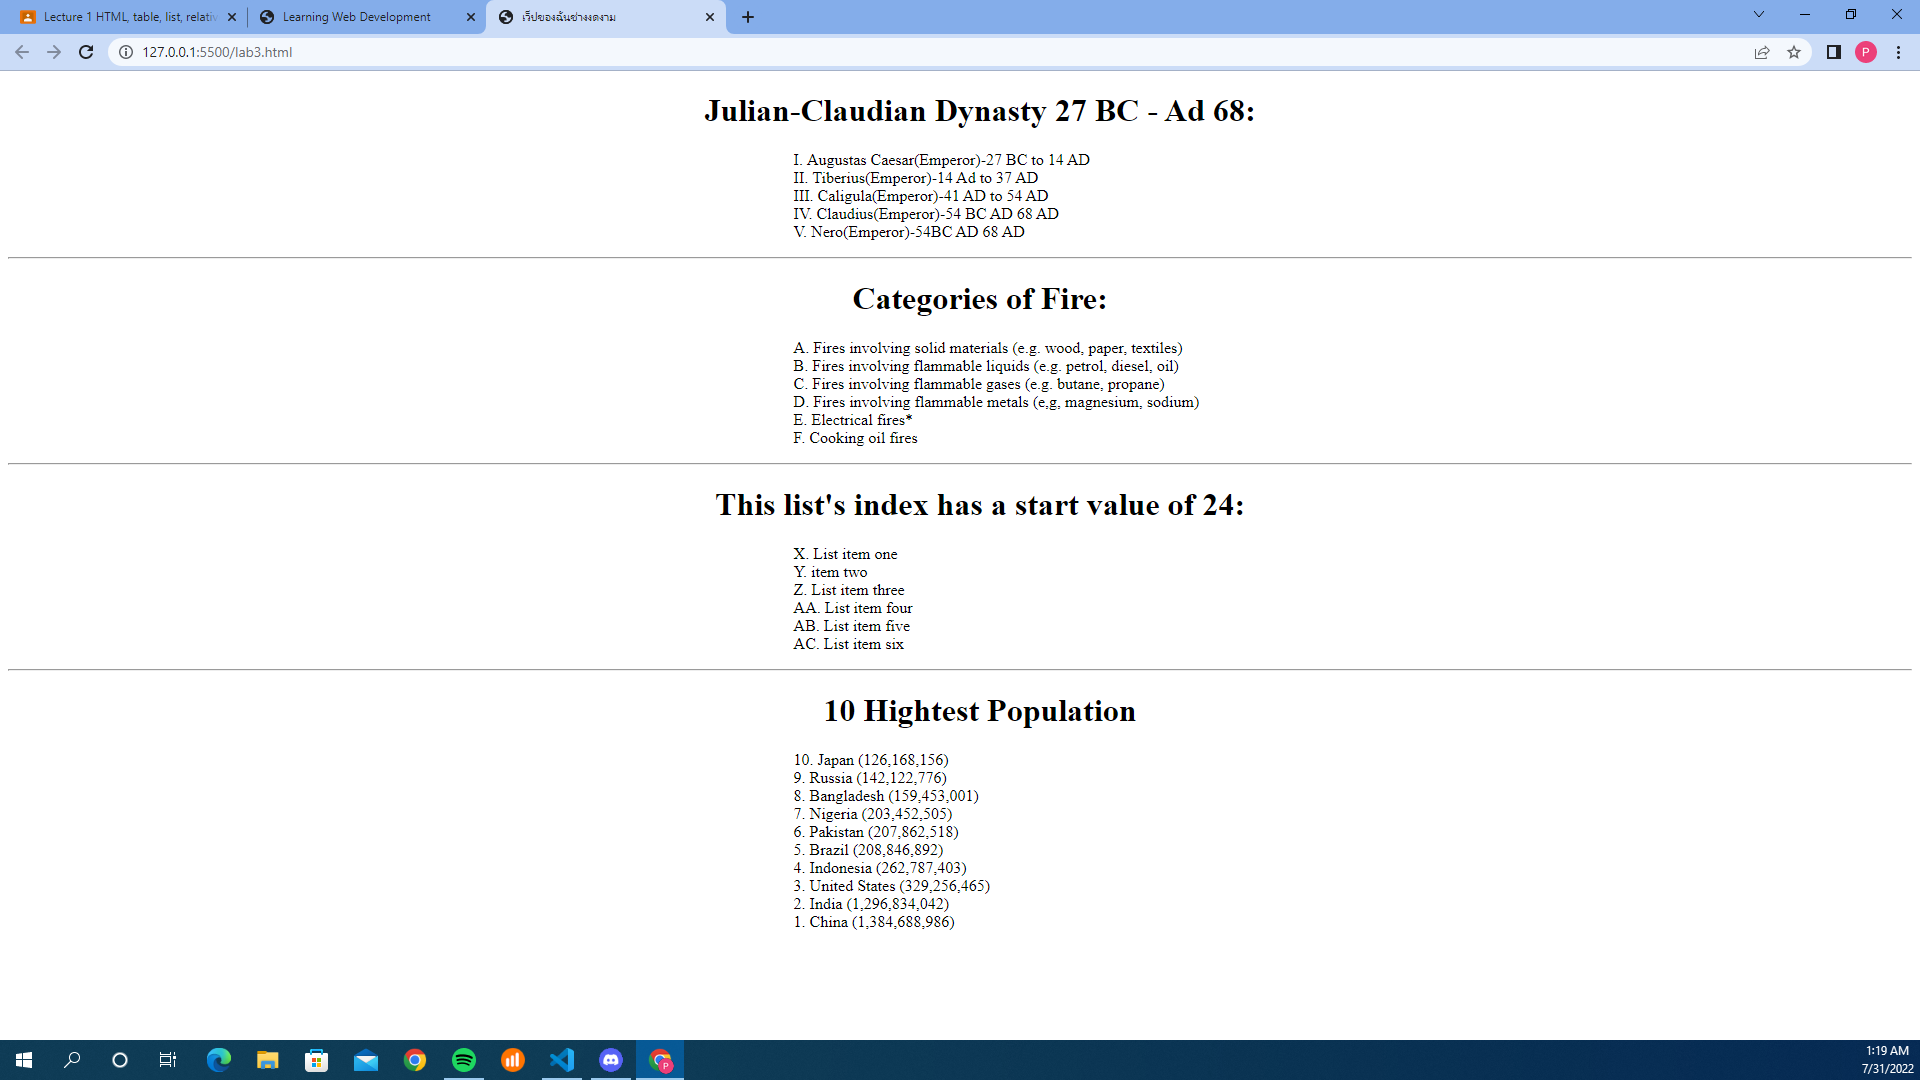 Lecture 1 HTML, table, list, relativ
Learning Web Development
เว็ปของฉันช่างงดงาม
127.0.0.1:5500/lab3.html
P
Julian-Claudian Dynasty 27 BC - Ad 68:
I. Augustas Caesar(Emperor)-27 BC to 14 AD
II. Tiberius(Emperor)-14 Ad to 37 AD
III. Caligula(Emperor)-41 AD to 54 AD
IV. Claudius(Emperor)-54 BC AD 68 AD
V. Nero(Emperor)-54BC AD 68 AD
Categories of Fire:
A. Fires involving solid materials (e.g. wood, paper, textiles)
B. Fires involving flammable liquids (e.g. petrol, diesel, oil)
C. Fires involving flammable gases (e.g. butane, propane)
D. Fires involving flammable metals (e,g, magnesium, sodium)
E. Electrical fires*
F. Cooking oil fires
This list's index has a start value of 24:
X. List item one
Y. item two
Z. List item three
AA. List item four
AB. List item five
AC. List item six
10 Hightest Population
10. Japan (126,168,156)
9. Russia (142,122,776)
8. Bangladesh (159,453,001)
7. Nigeria (203,452,505)
6. Pakistan (207,862,518)
5. Brazil (208,846,892)
4. Indonesia (262,787,403)
3. United States (329,256,465)
2. India (1,296,834,042)
1. China (1,384,688,986)
P
1:19 AM
7/31/2022